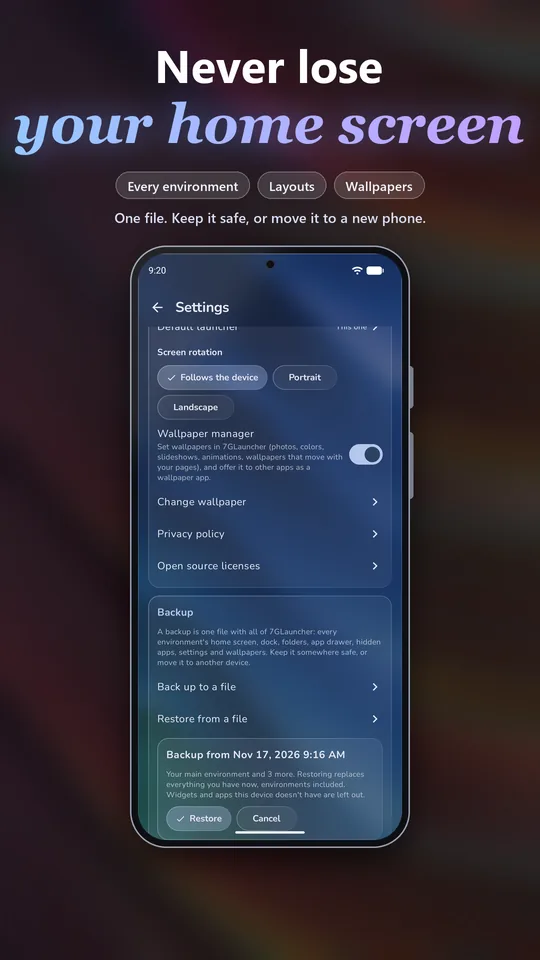 Never lose
your home screen
Every environment Layouts Wallpapers
One file. Keep it safe, or move it to a new phone.
9:20
Settings
Default launcher This one
Screen rotation
Follows the device Portrait
Landscape
Wallpaper manager
Set wallpapers in 7GLauncher (photos, colors,
slideshows, animations, wallpapers that move with
your pages), and offer it to other apps as a
wallpaper app.
Change wallpaper
Privacy policy
Open source licenses
Backup
A backup is one file with all of 7GLauncher: every
environment's home screen, dock, folders, app drawer, hidden
apps, settings and wallpapers. Keep it somewhere safe, or
move it to another device.
Back up to a file
Restore from a file
Backup from Nov 17, 2026 9:16 AM
Your main environment and 3 more. Restoring replaces
everything you have now, environments included.
Widgets and apps this device doesn't have are left out.
Restore Cancel